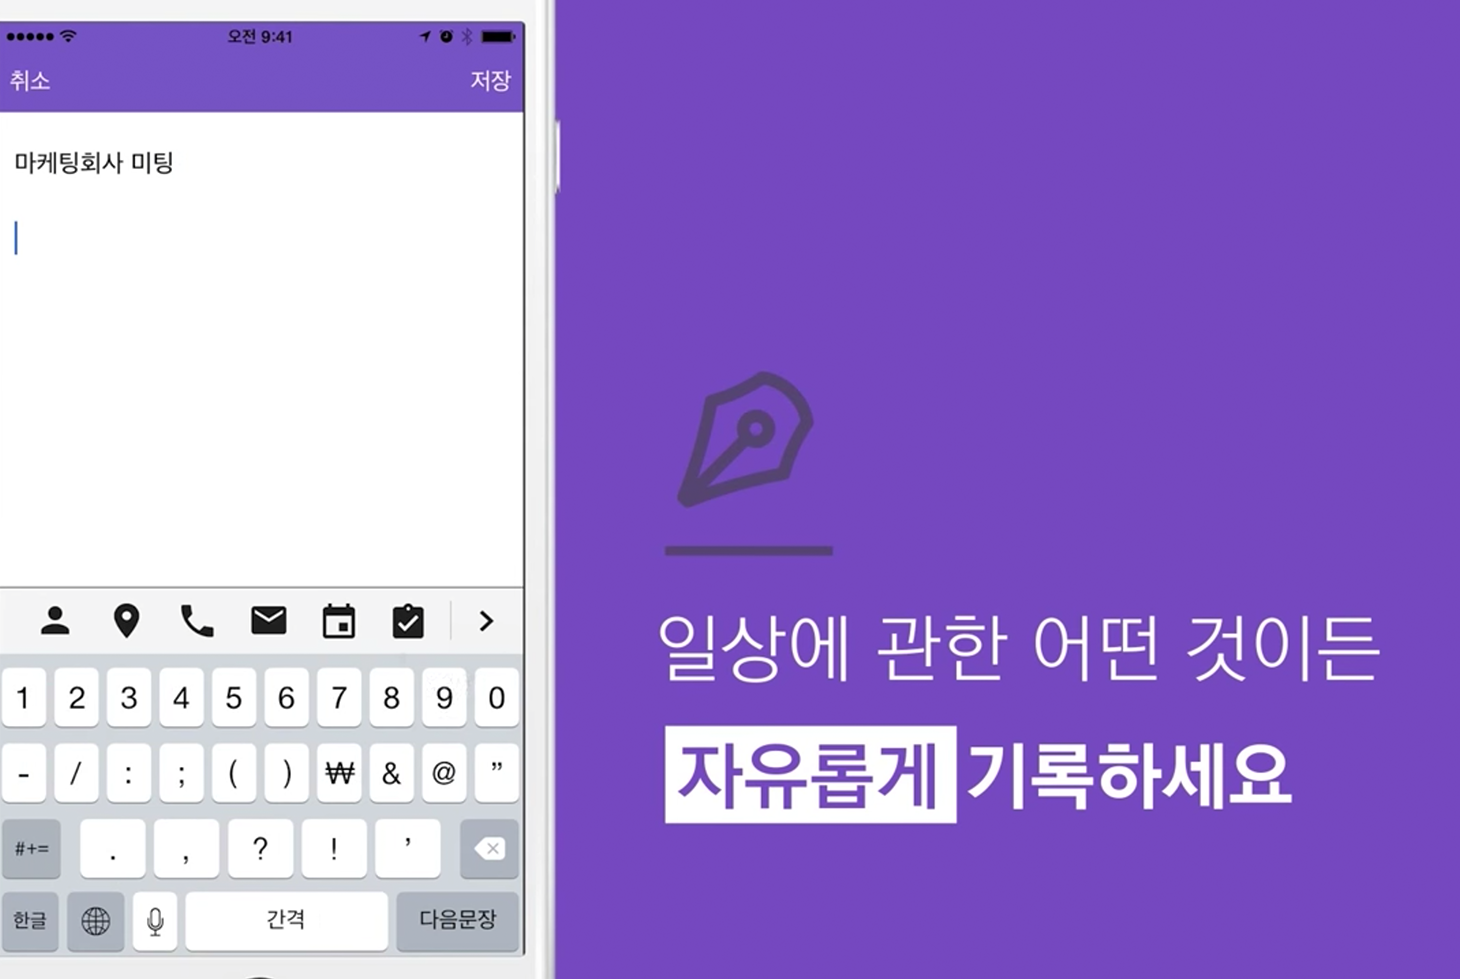 오전 9:41
취소 저장
마케팅회사 미팅
1 2 3 4 5 6 7 8 9 0
- / : ; ( ) ₩ & @ ”
#+= . , ? ! ’
한글 간격 다음문장
일상에 관한 어떤 것이든
자유롭게 기록하세요